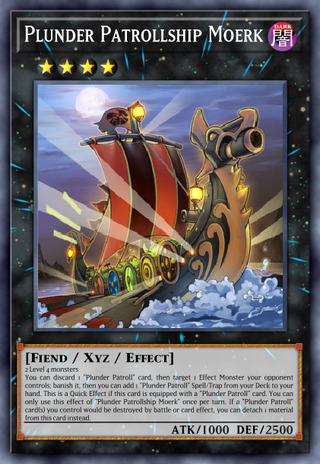 Plunder Patrollship Moerk
DARK
闇
[Fiend / Xyz / Effect]
2 Level 4 monsters
You can discard 1 "Plunder Patroll" card, then target 1 Effect Monster your opponent
controls; banish it, then you can add 1 "Plunder Patroll" Spell/Trap from your Deck to your
hand. This is a Quick Effect if this card is equipped with a "Plunder Patroll" card. You can
only use this effect of "Plunder Patrollship Moerk" once per turn. If a "Plunder Patroll"
card(s) you control would be destroyed by battle or card effect, you can detach 1 material
from this card instead.
ATK/1000 DEF/2500